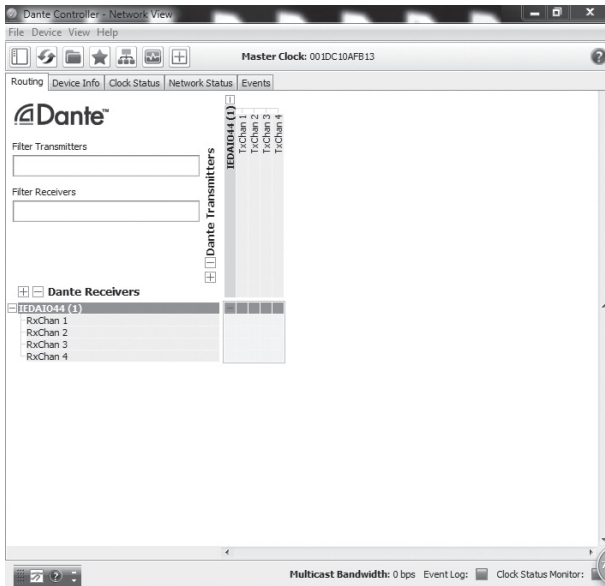 Dante Controller - Network View
File Device View Help
Master Clock: 001DC10AFB13
Routing Device Info Clock Status Network Status Events
Dante™
Filter Transmitters
Filter Receivers
Dante Transmitters
IEDAIO44 (1)
TxChan 1
TxChan 2
TxChan 3
TxChan 4
Dante Receivers
IEDAIO44 (1)
RxChan 1
RxChan 2
RxChan 3
RxChan 4
Multicast Bandwidth: 0 bps Event Log: Clock Status Monitor: